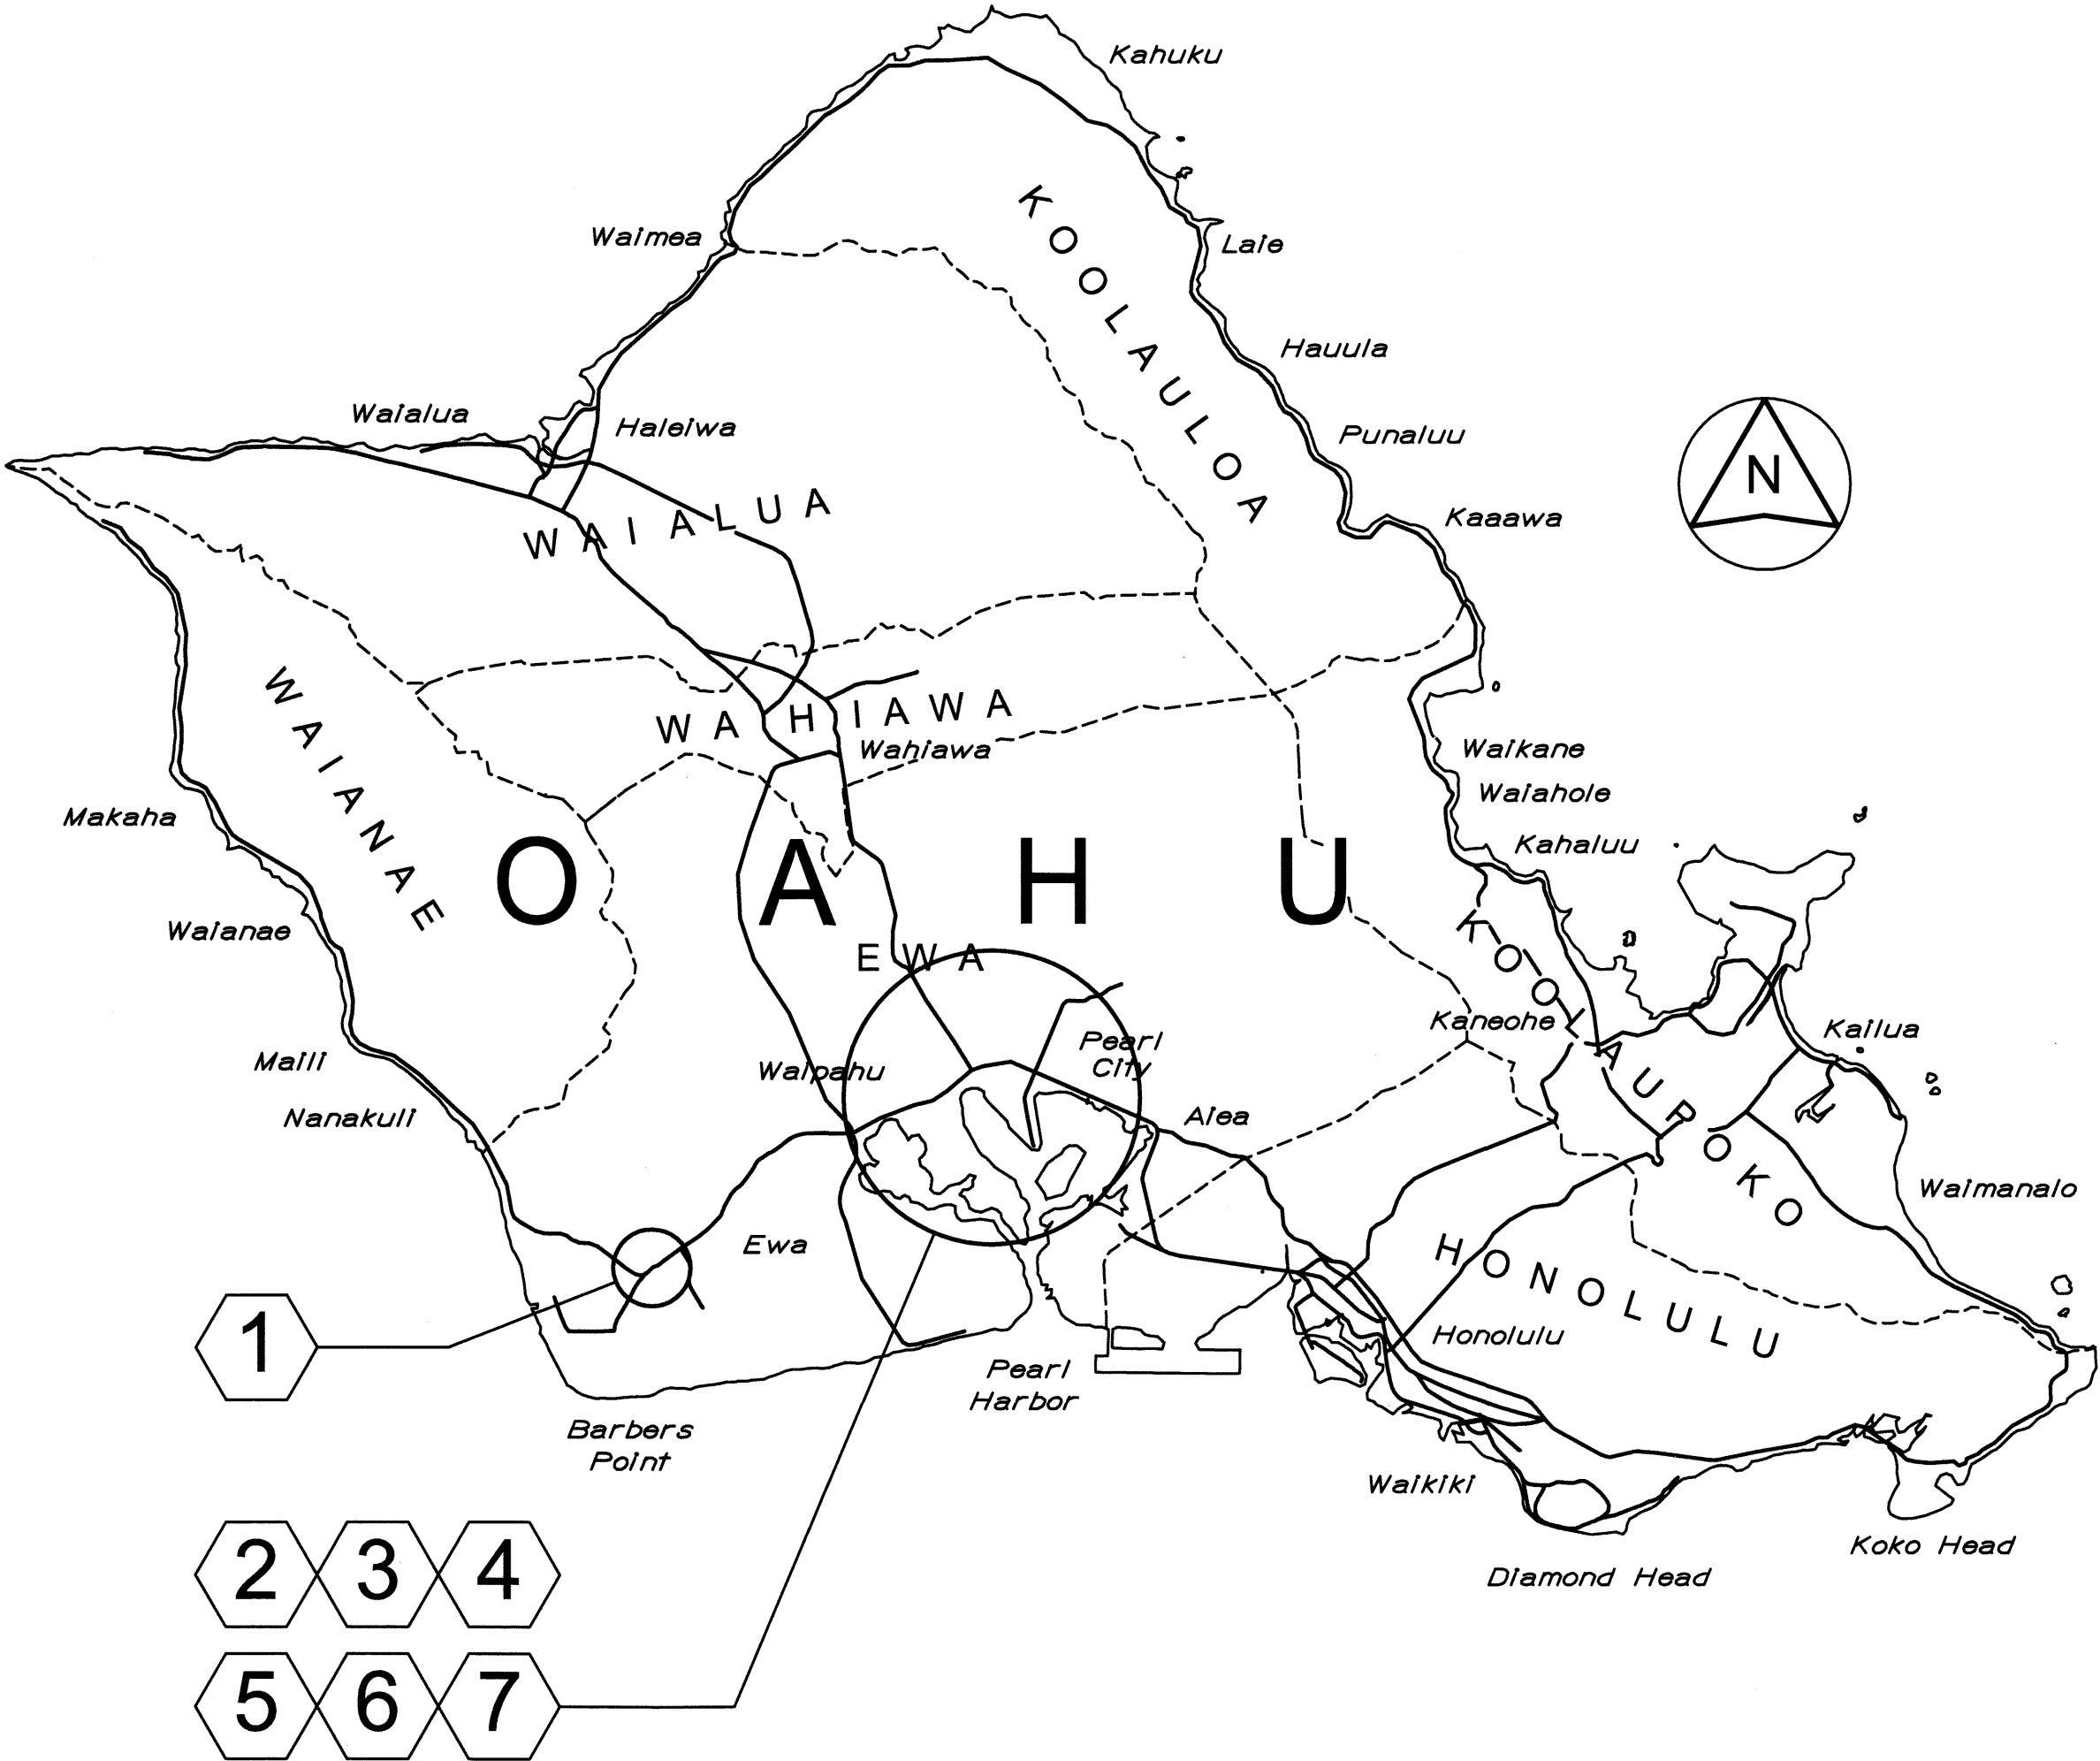 Kahuku
KOOLAULOA
Waimea
Laie
Hauula
Waialua
Haleiwa
Punaluu
N
WAIALUA
Kaaawa
WAIANAE
WAHIAWA
Wahiawa
Waikane
Waiahole
Makaha
Kahaluu
OAHU
Waianae
EWA
KOOLAUPOKO
Kaneohe
Kailua
Maili
Waipahu
Pearl
City
Nanakuli
Aiea
Waimanalo
Ewa
HONOLULU
1
Honolulu
Pearl
Harbor
Barbers
Point
Waikiki
Koko Head
Diamond Head
2 3 4
5 6 7